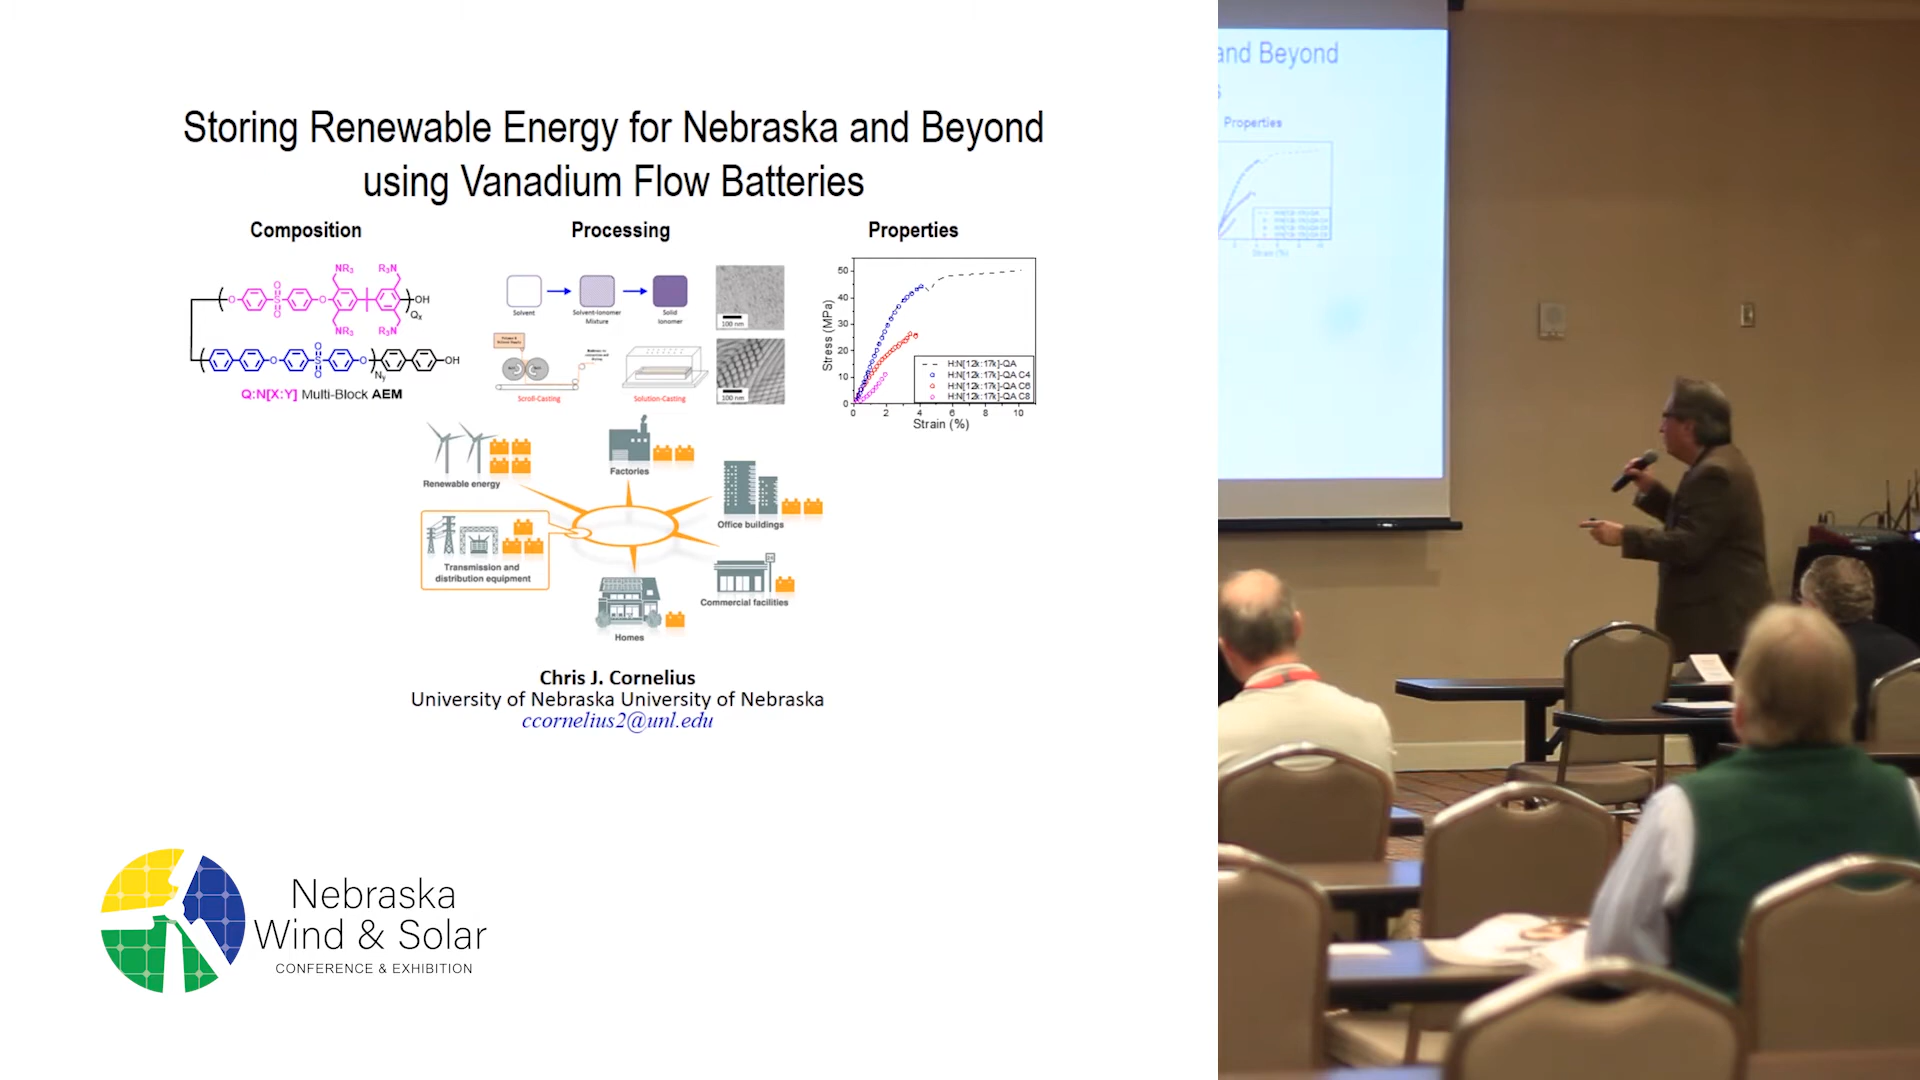 Storing Renewable Energy for Nebraska and Beyond
using Vanadium Flow Batteries
Composition
Processing
Properties
NR3
R3N
O
O
S
O
O
OH
Qx
NR3
R3N
O
O
S
O
O
OH
Ny
Q:N[X:Y] Multi-Block AEM
Solvent
Solvent-Ionomer
Mixture
Solid
Ionomer
100 nm
Scroll-Casting
Solution-Casting
100 nm
Stress (MPa)
50
40
30
20
10
0
H:N[12k:17k]-QA
H:N[12k:17k]-QA C4
H:N[12k:17k]-QA C6
H:N[12k:17k]-QA C8
0 2 4 6 8 10
Strain (%)
Renewable energy
Factories
Office buildings
Transmission and
distribution equipment
Commercial facilities
Homes
Chris J. Cornelius
University of Nebraska University of Nebraska
ccornelius2@unl.edu
Nebraska
Wind & Solar
CONFERENCE & EXHIBITION
and Beyond
s
Properties
Strain (%)